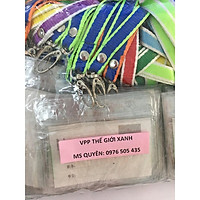 VPP THẾ GIỚI XANH
MS QUYÊN: 0976 505 435